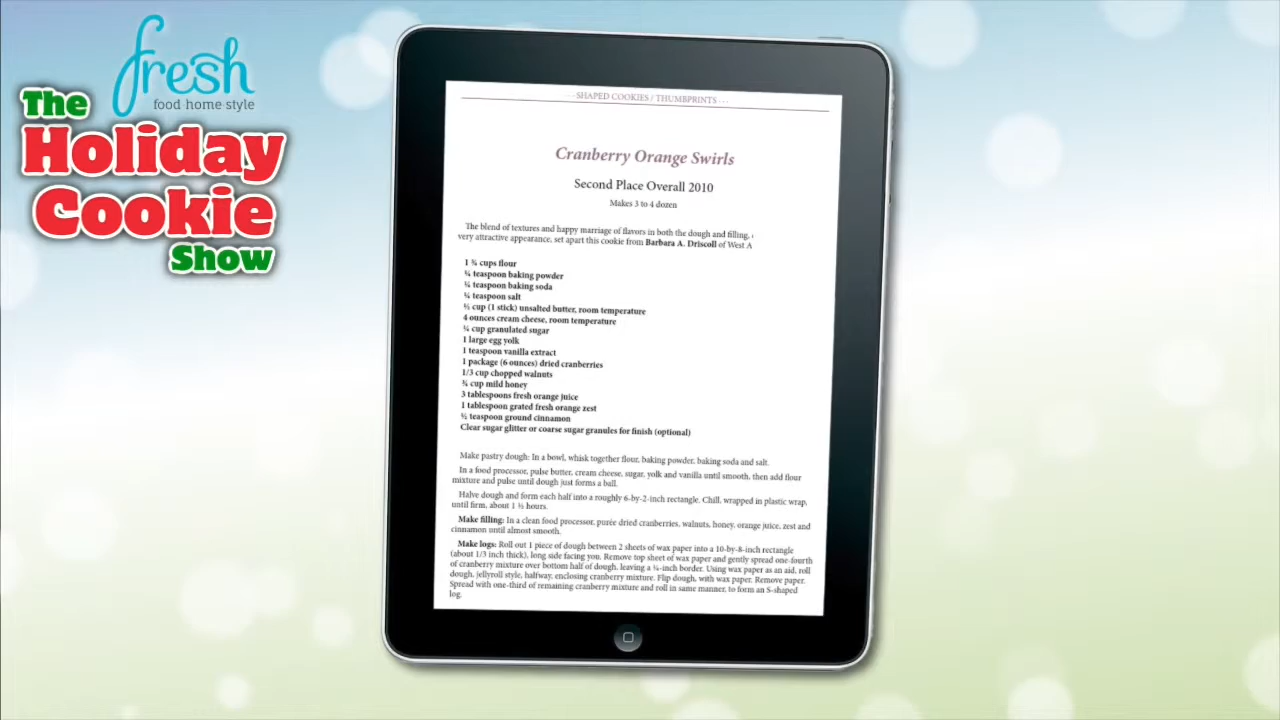 fresh
food home style
The
Holiday
Cookie
Show
SHAPED COOKIES / THUMBPRINTS
Cranberry Orange Swirls
Second Place Overall 2010
Makes 3 to 4 dozen
The blend of textures and happy marriage of flavors in both the dough and filling,
very attractive appearance, set apart this cookie from Barbara A. Driscoll of West A
1 ¾ cups flour
teaspoon baking powder
teaspoon baking soda
teaspoon salt
½ cup (1 stick) unsalted butter, room temperature
4 ounces cream cheese, room temperature
cup granulated sugar
1 large egg yolk
1 teaspoon vanilla extract
1 package (6 ounces) dried cranberries
1/3 cup chopped walnuts
cup mild honey
3 tablespoons fresh orange juice
1 tablespoon grated fresh orange zest
½ teaspoon ground cinnamon
Clear sugar glitter or coarse sugar granules for finish (optional)
Make pastry dough: In a bowl, whisk together flour, baking powder, baking soda and salt.
In a food processor, pulse butter, cream cheese, sugar, yolk and vanilla until smooth, then add flour
mixture and pulse until dough just forms a ball.
Halve dough and form each half into a roughly 6-by-2-inch rectangle. Chill, wrapped in plastic wrap,
until firm, about 1 ½ hours.
Make filling: In a clean food processor, purée dried cranberries, walnuts, honey, orange juice, zest and
cinnamon until almost smooth.
Make logs: Roll out 1 piece of dough between 2 sheets of wax paper into a 10-by-8-inch rectangle
(about 1/3 inch thick), long side facing you. Remove top sheet of wax paper and gently spread one-fourth
of cranberry mixture over bottom half of dough, leaving a ¼-inch border. Using wax paper as an aid, roll
dough, jellyroll style, halfway, enclosing cranberry mixture. Flip dough, with wax paper. Remove paper.
Spread with one-third of remaining cranberry mixture and roll in same manner, to form an S-shaped
log.